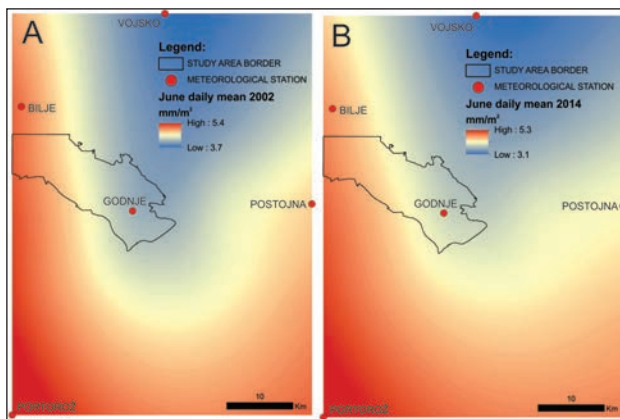 A
VOJSKO
Legend:
STUDY AREA BORDER
METEOROLOGICAL STATION
June daily mean 2002
mm/m²
High : 5.4
Low : 3.7
BILJE
GODNJE
POSTOJNA
10
Km
B
VOJSKO
Legend:
STUDY AREA BORDER
METEOROLOGICAL STATION
June daily mean 2014
mm/m²
High : 5.3
Low : 3.1
BILJE
GODNJE
POSTOJNA
10
Km